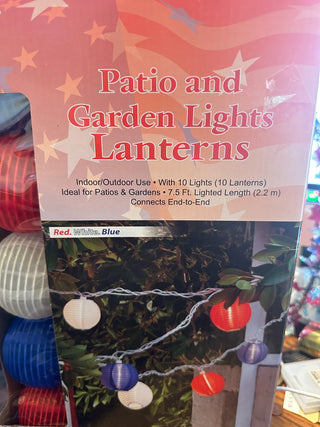 Patio and
Garden Lights
Lanterns
Indoor/Outdoor Use • With 10 Lights (10 Lanterns)
Ideal for Patios & Gardens • 7.5 Ft. Lighted Length (2.2 m)
Connects End-to-End
Red. White. Blue